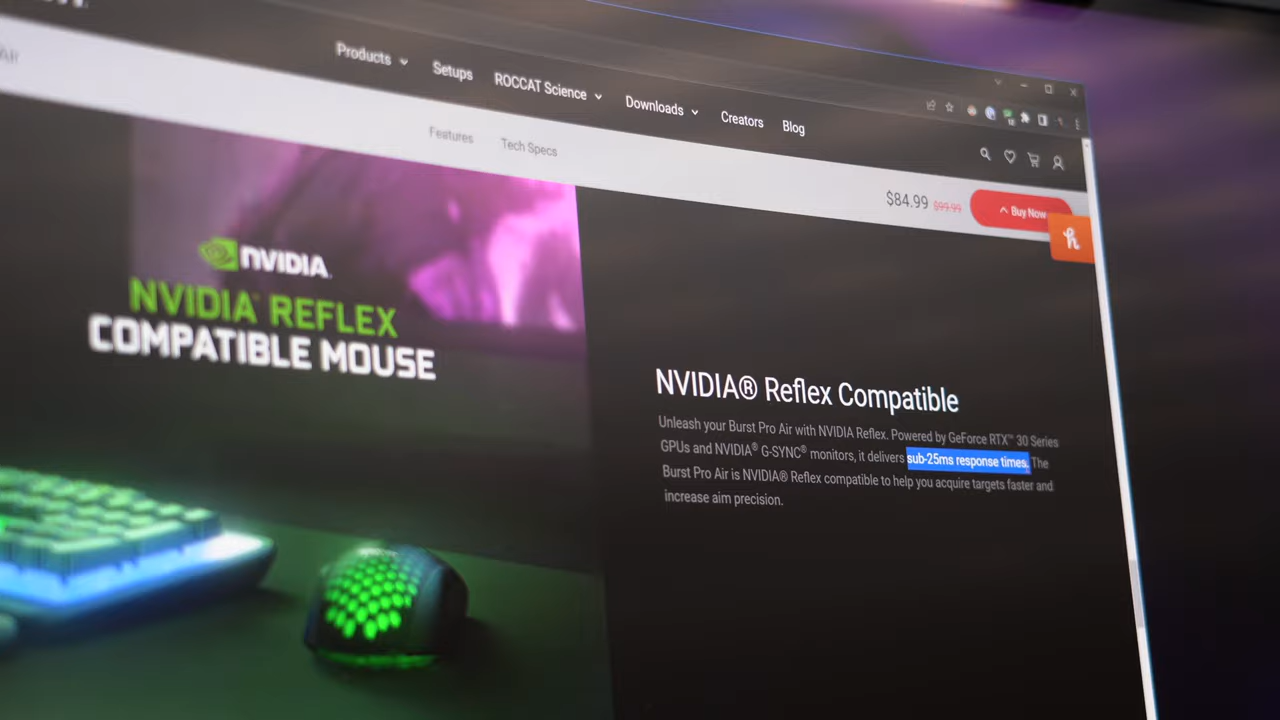 Products
Setups
ROCCAT Science
Downloads
Creators
Blog
Features
Tech Specs
$84.99 $99.99
Buy Now
NVIDIA
NVIDIA REFLEX
COMPATIBLE MOUSE
NVIDIA® Reflex Compatible
Unleash your Burst Pro Air with NVIDIA Reflex. Powered by GeForce RTX™ 30 Series
GPUs and NVIDIA® G-SYNC® monitors, it delivers sub-25ms response times. The
Burst Pro Air is NVIDIA® Reflex compatible to help you acquire targets faster and
increase aim precision.